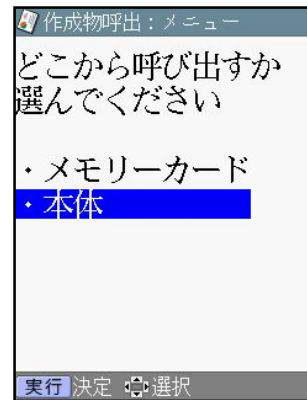 作成物呼出：メニュー
どこから呼び出すか
選んでください
・メモリーカード
・本体
実行 決定 選択